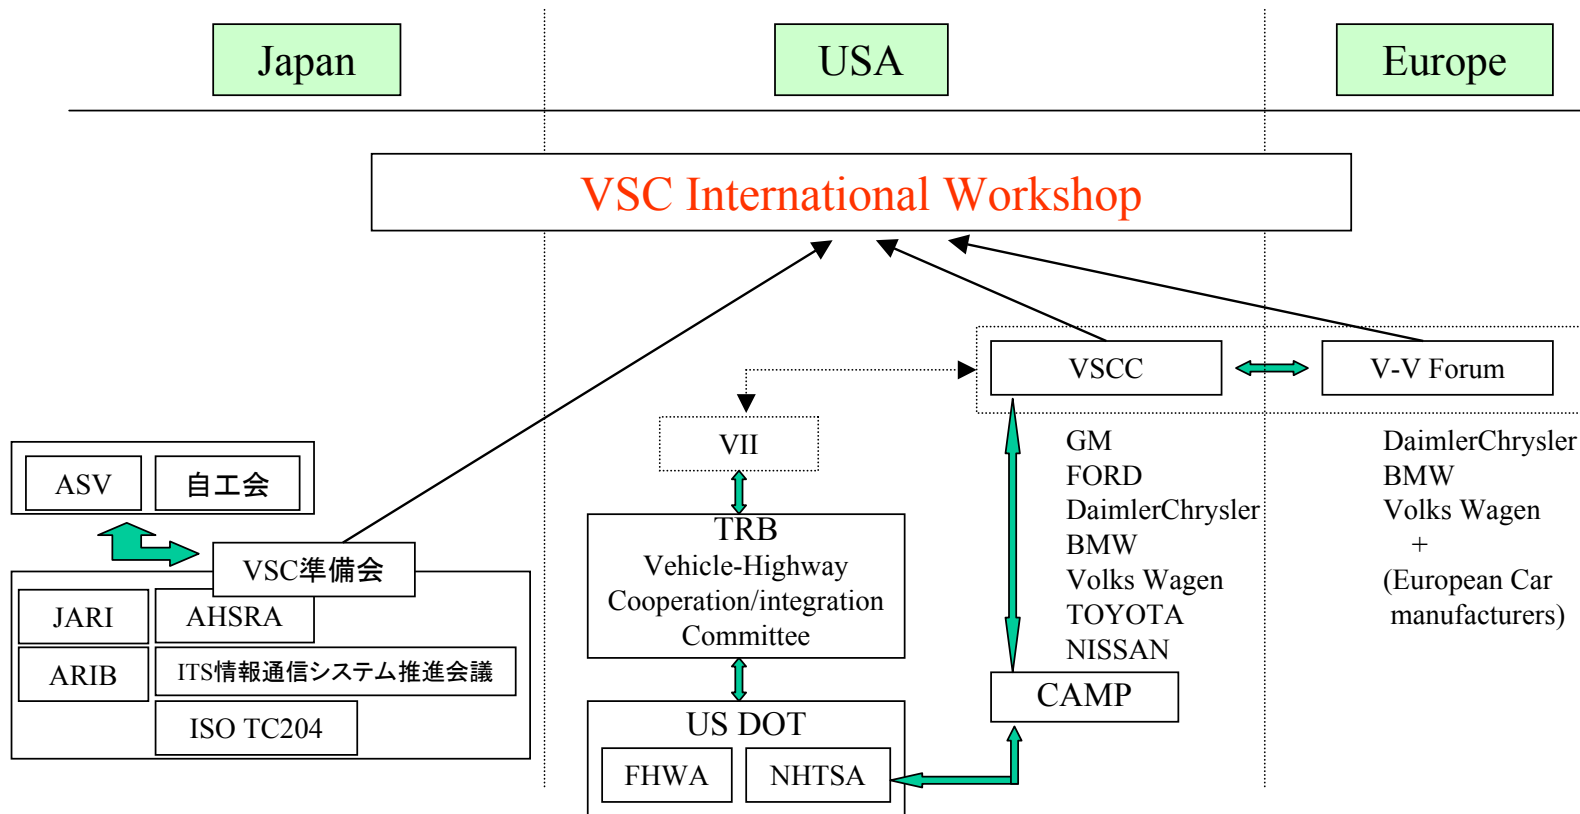 Japan
USA
Europe
VSC International Workshop
VSCC
V-V Forum
VII
GM
FORD
DaimlerChrysler
BMW
Volks Wagen
TOYOTA
NISSAN
DaimlerChrysler
BMW
Volks Wagen
+
(European Car
manufacturers)
ASV
自工会
VSC準備会
JARI
AHSRA
ARIB
ITS情報通信システム推進会議
ISO TC204
TRB
Vehicle-Highway
Cooperation/integration
Committee
CAMP
US DOT
FHWA
NHTSA